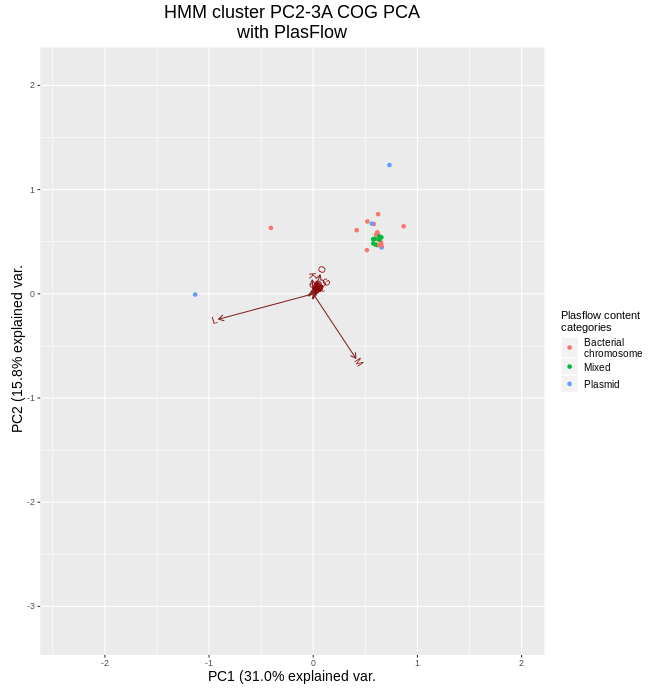 HMM cluster PC2-3A COG PCA
with PlasFlow
PC2 (15.8% explained var.
2
1
0
-1
-2
-3
K
O
G
L
M
-2
-1
0
1
2
PC1 (31.0% explained var.
Plasflow content
categories
Bacterial
chromosome
Mixed
Plasmid